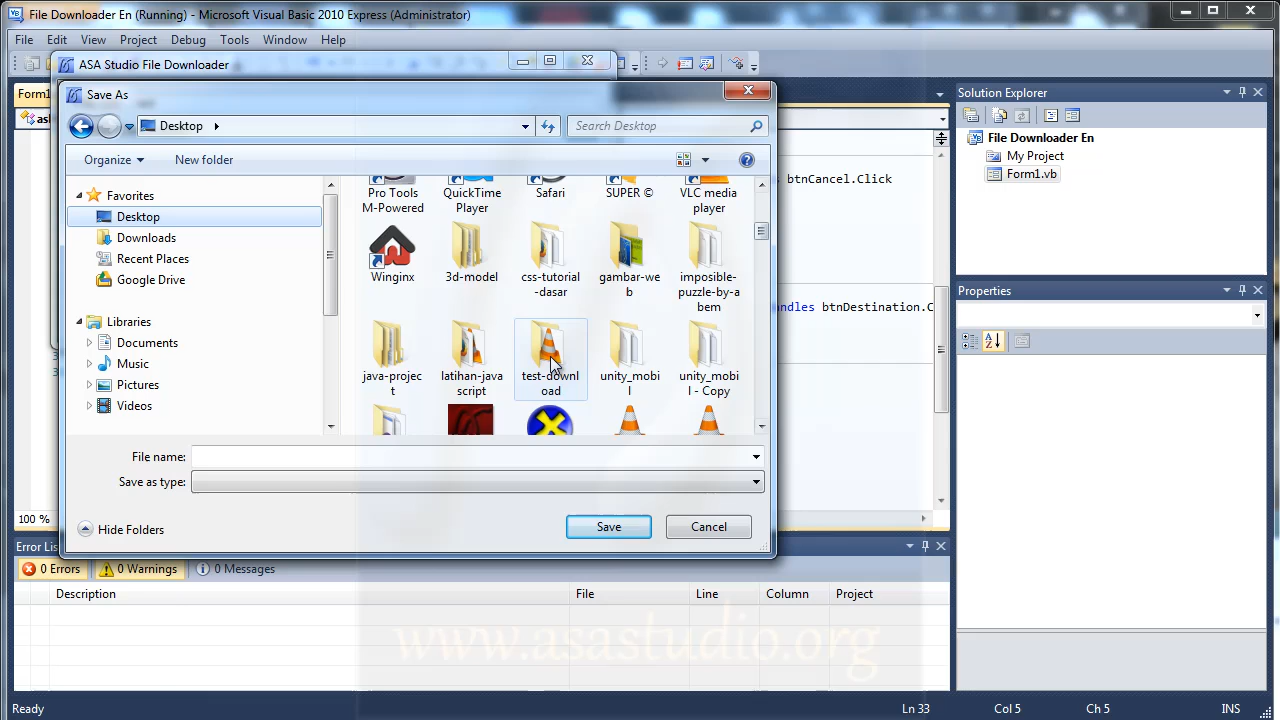 File Downloader En (Running) - Microsoft Visual Basic 2010 Express (Administrator)
File Edit View Project Debug Tools Window Help
ASA Studio File Downloader
Form1
Save As
Desktop
Search Desktop
Organize New folder
Favorites
Desktop
Downloads
Recent Places
Google Drive
Libraries
Documents
Music
Pictures
Videos
Pro Tools
M-Powered
QuickTime
Player
Safari
SUPER ©
VLC media
player
Winginx
3d-model
css-tutorial
-dasar
gambar-we
b
imposible-
puzzle-by-a
bem
java-projec
t
latihan-java
script
test-downl
oad
unity_mobi
l
unity_mobi
l - Copy
File name:
Save as type:
Hide Folders
Save Cancel
btnCancel.Click
btnDestination.C
100 %
Solution Explorer
File Downloader En
My Project
Form1.vb
Properties
Error Lis
0 Errors 0 Warnings 0 Messages
Description File Line Column Project
www.asastudio.org
Ready Ln 33 Col 5 Ch 5 INS